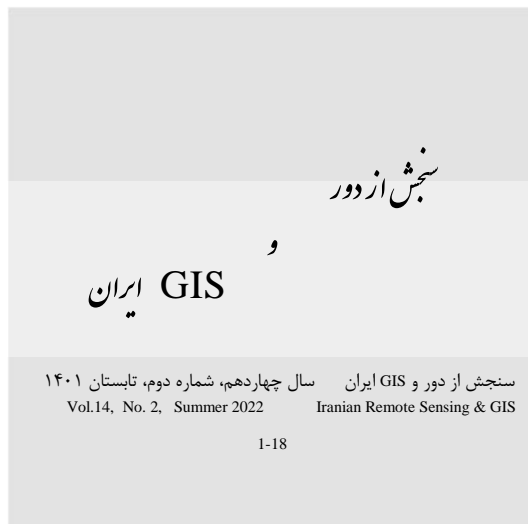 سنجش از دور
و
GIS ایران
سنجش از دور و GIS ایران سال چهاردهم، شماره دوم، تابستان ۱۴۰۱
Vol.14, No. 2, Summer 2022 Iranian Remote Sensing & GIS
1-18